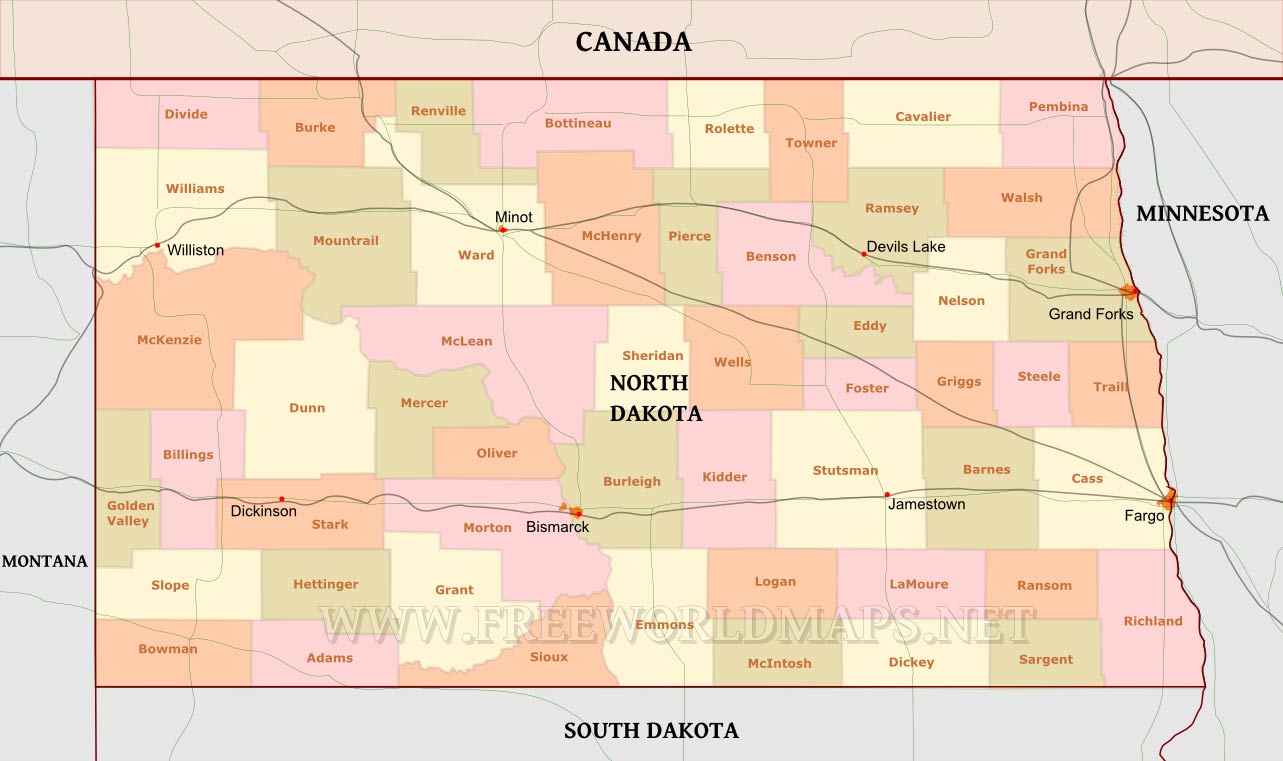 CANADA
Divide
Burke
Renville
Bottineau
Rolette
Towner
Cavalier
Pembina
Williams
Mountrail
Ward
Minot
McHenry
Pierce
Benson
Ramsey
Walsh
MINNESOTA
Williston
Devils Lake
Nelson
Grand
Forks
Grand Forks
McKenzie
McLean
Sheridan
Wells
Eddy
Foster
Griggs
Steele
Traill
NORTH
DAKOTA
Dunn
Mercer
Oliver
Billings
Golden
Valley
Dickinson
Stark
Morton
Bismarck
Burleigh
Kidder
Stutsman
Jamestown
Barnes
Cass
Fargo
MONTANA
Slope
Hettinger
Grant
Emmons
Logan
LaMoure
Ransom
Richland
WWW.FREEWORLDMAPS.NET
Bowman
Adams
Sioux
McIntosh
Dickey
Sargent
SOUTH DAKOTA